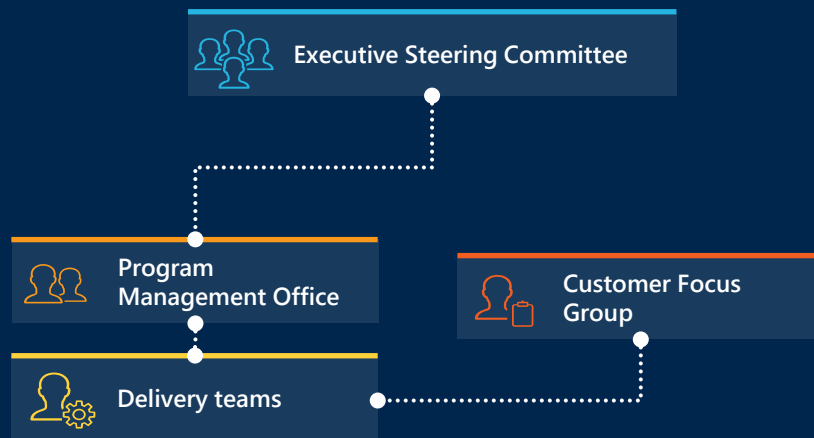 Executive Steering Committee
Program
Management Office
Customer Focus
Group
Delivery teams